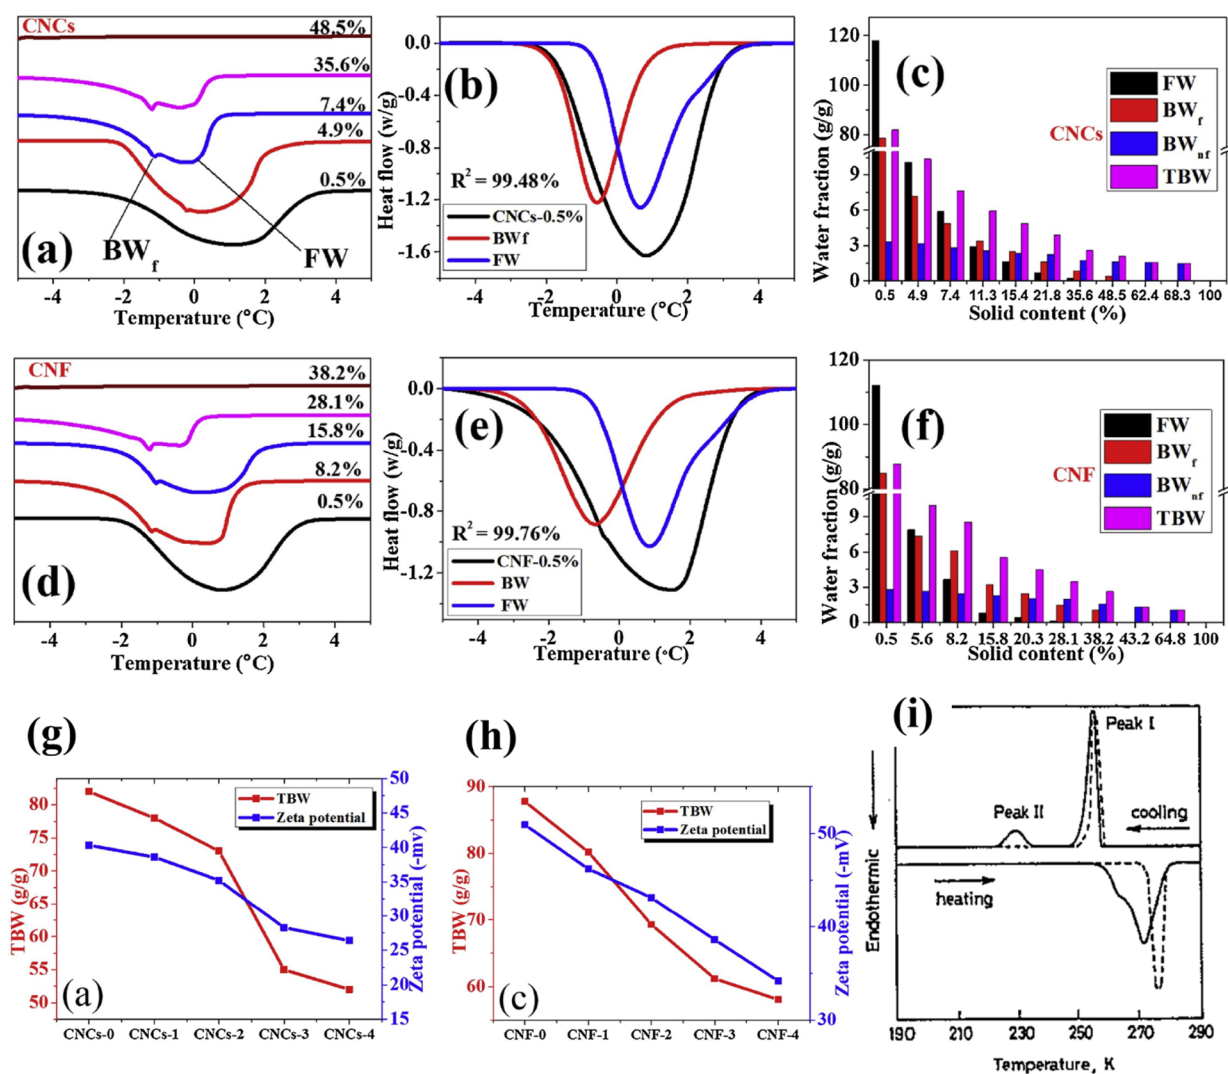 CNCs
48.5%
35.6%
7.4%
4.9%
0.5%
BWf
FW
(a)
-4 -2 0 2 4
Temperature (°C)
0.0
-0.4
-0.8
-1.2
-1.6
Heat flow (w/g)
(b)
R² = 99.48%
CNCs-0.5%
BWf
FW
-4 -2 0 2 4
Temperature (°C)
120
100
80
9
6
3
0
Water fraction (g/g)
(c)
CNCs
FW
BWf
BWnf
TBW
0.5 4.9 7.4 11.3 15.4 21.8 35.6 48.5 62.4 68.3 100
Solid content (%)
CNF
38.2%
28.1%
15.8%
8.2%
0.5%
(d)
-4 -2 0 2 4
Temperature (°C)
0.0
-0.4
-0.8
-1.2
Heat flow (w/g)
(e)
R² = 99.76%
CNF-0.5%
BW
FW
-4 -2 0 2 4
Temperature (◦C)
120
110
100
90
80
9
6
3
0
Water fraction (g/g)
(f)
CNF
FW
BWf
BWnf
TBW
0.5 5.6 8.2 15.8 20.3 28.1 38.2 43.2 64.8 100
Solid content (%)
(g)
TBW
Zeta potential
80
75
70
65
60
55
50
TBW (g/g)
50
45
40
35
30
25
20
15
Zeta potential (-mv)
(a)
CNCs-0 CNCs-1 CNCs-2 CNCs-3 CNCs-4
(h)
TBW
Zeta potential
90
80
70
60
TBW (g/g)
50
40
30
Zeta potential (-mV)
(c)
CNF-0 CNF-1 CNF-2 CNF-3 CNF-4
(i)
Peak I
Peak II
cooling
heating
Endothermic
190 210 230 250 270 290
Temperature, K